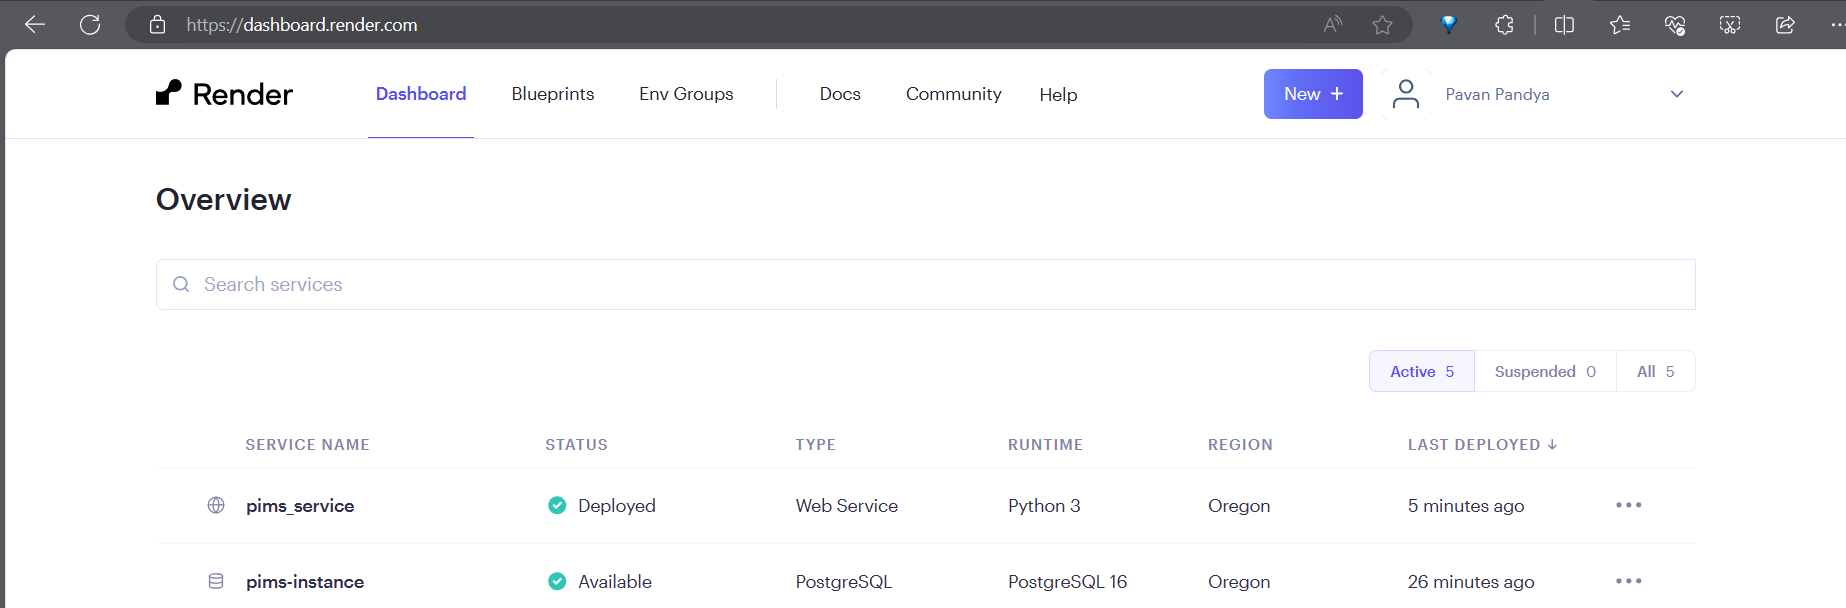 https://dashboard.render.com
Render Dashboard Blueprints Env Groups Docs Community Help New + Pavan Pandya
Overview
Search services
Active 5 Suspended 0 All 5
SERVICE NAME STATUS TYPE RUNTIME REGION LAST DEPLOYED ↓
pims_service Deployed Web Service Python 3 Oregon 5 minutes ago
pims-instance Available PostgreSQL PostgreSQL 16 Oregon 26 minutes ago